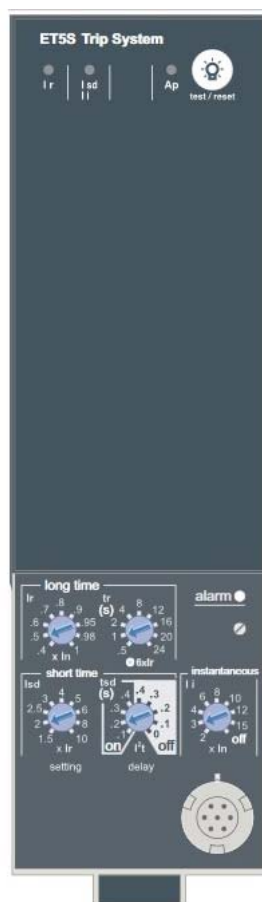 ET5S Trip System
Ir
Isd
Ii
Ap
test / reset
long time
Ir
.4
.5
.6
.7
.8
.9
.95
.98
1
x In
tr
(s)
.5
1
2
4
8
12
16
20
24
6xIr
alarm
short time
Isd
1.5
2
2.5
3
4
5
6
8
10
x Ir
setting
tsd
(s)
.1
.2
.3
.4
.4
.3
.2
.1
0
on
I²t
off
delay
instantaneous
Ii
2
3
4
6
8
10
12
15
off
x In